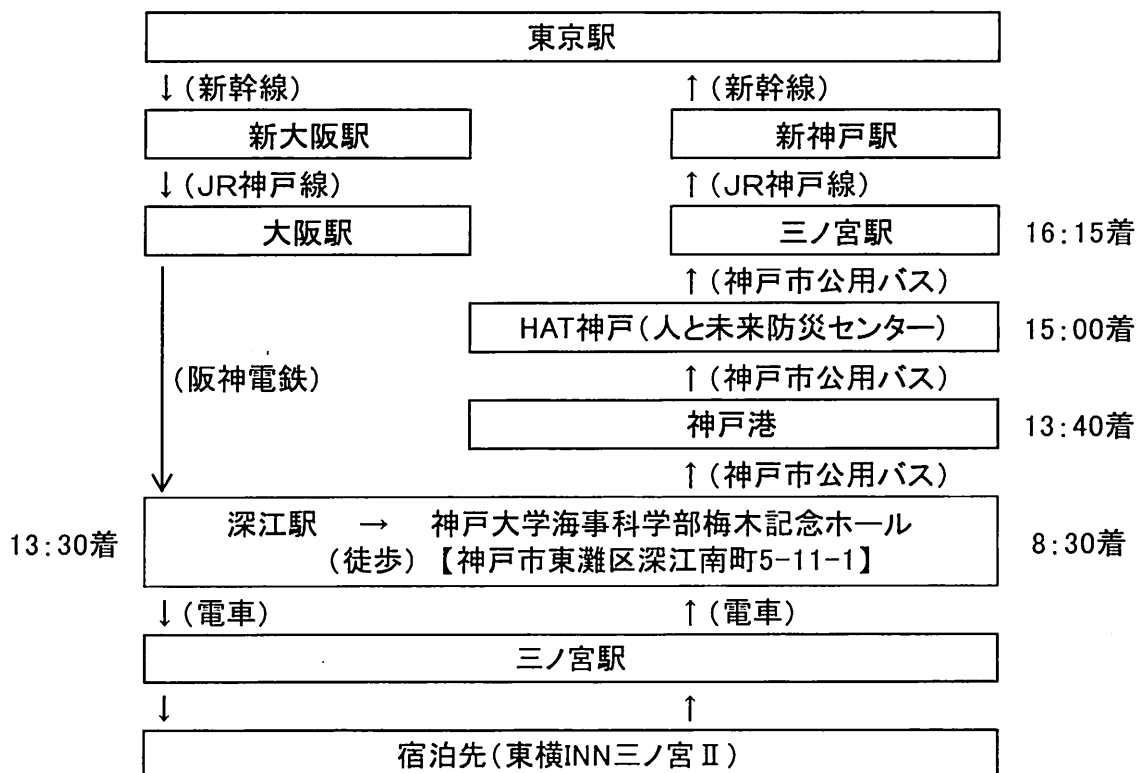 東京駅
↓(新幹線) ↑(新幹線)
新大阪駅 新神戸駅
↓(JR神戸線) ↑(JR神戸線)
大阪駅 三ノ宮駅 16:15着
↑(神戸市公用バス)
HAT神戸(人と未来防災センター) 15:00着
(阪神電鉄) ↑(神戸市公用バス)
神戸港 13:40着
↑(神戸市公用バス)
深江駅 → 神戸大学海事科学部梅木記念ホール
13:30着 (徒歩)【神戸市東灘区深江南町5-11-1】 8:30着
↓(電車) ↑(電車)
三ノ宮駅
↓ ↑
宿泊先(東横INN三ノ宮Ⅱ)